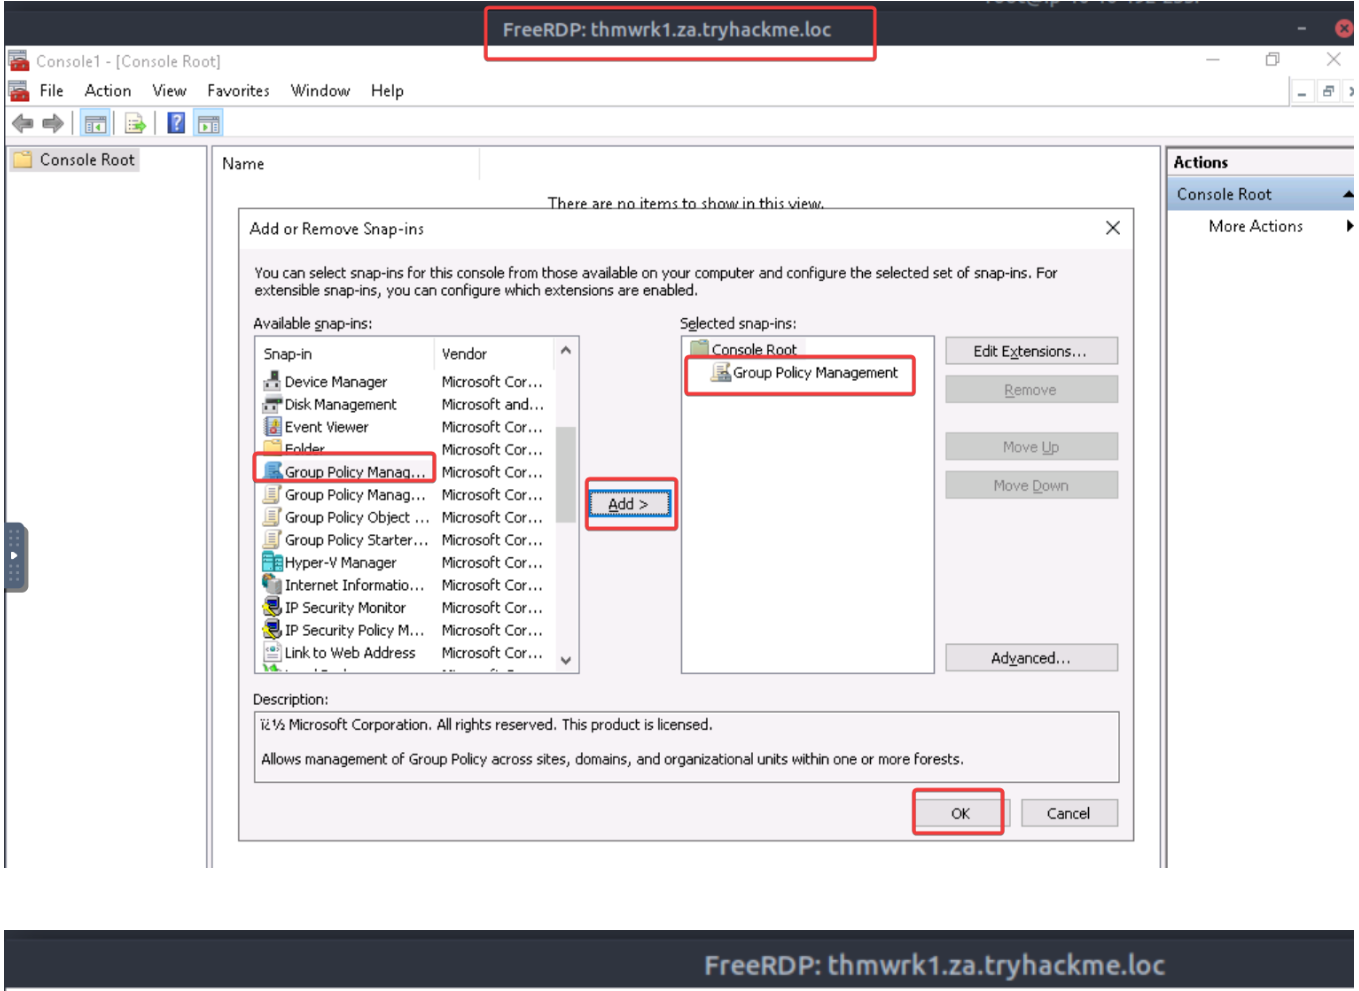 FreeRDP: thmwrk1.za.tryhackme.loc
Console1 - [Console Root]
File Action View Favorites Window Help
Console Root
Name
There are no items to show in this view.
Actions
Console Root
More Actions
Add or Remove Snap-ins
You can select snap-ins for this console from those available on your computer and configure the selected set of snap-ins. For
extensible snap-ins, you can configure which extensions are enabled.
Available snap-ins:
Snap-in Vendor
Device Manager Microsoft Cor...
Disk Management Microsoft and...
Event Viewer Microsoft Cor...
Folder Microsoft Cor...
Group Policy Manag... Microsoft Cor...
Group Policy Manag... Microsoft Cor...
Group Policy Object ... Microsoft Cor...
Group Policy Starter... Microsoft Cor...
Hyper-V Manager Microsoft Cor...
Internet Informatio... Microsoft Cor...
IP Security Monitor Microsoft Cor...
IP Security Policy M... Microsoft Cor...
Link to Web Address Microsoft Cor...
Add >
Selected snap-ins:
Console Root
Group Policy Management
Edit Extensions...
Remove
Move Up
Move Down
Advanced...
Description:
ï¿½ Microsoft Corporation. All rights reserved. This product is licensed.
Allows management of Group Policy across sites, domains, and organizational units within one or more forests.
OK
Cancel
FreeRDP: thmwrk1.za.tryhackme.loc